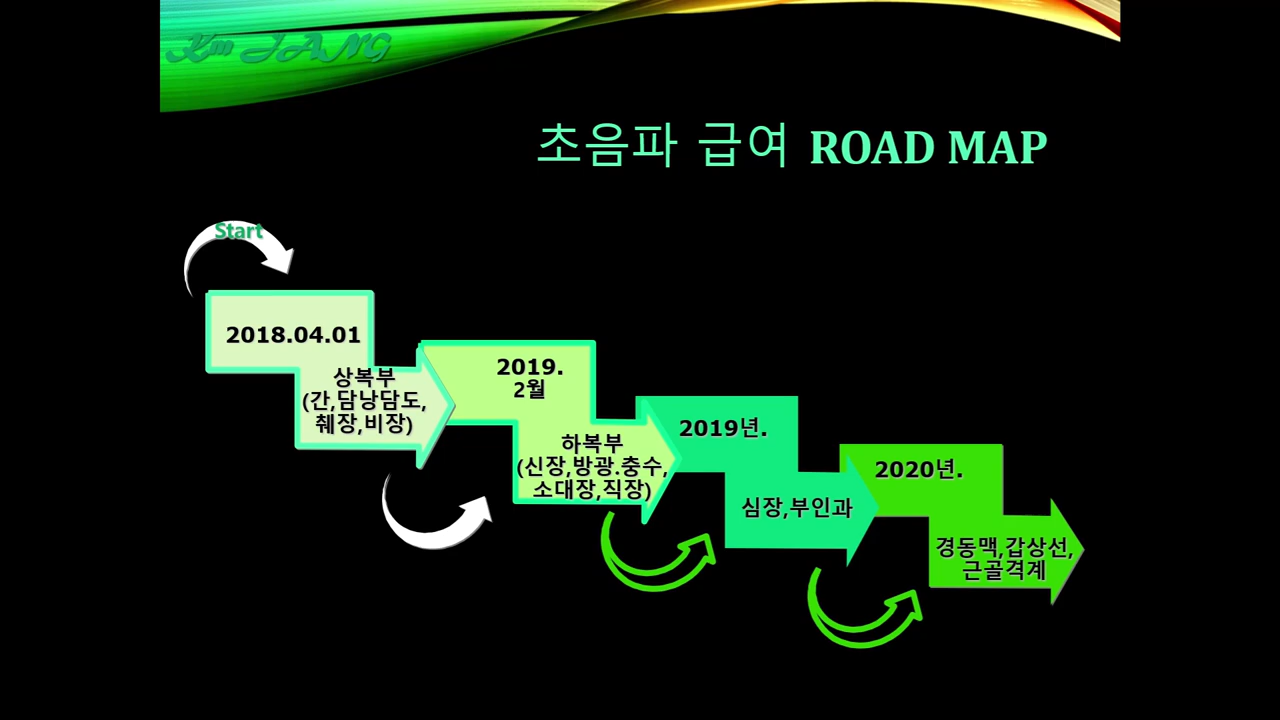 Km JANG
초음파 급여 ROAD MAP
Start
2018.04.01
상복부
(간,담낭담도,
췌장,비장)
2019.
2월
하복부
(신장,방광.충수,
소대장,직장)
2019년.
심장,부인과
2020년.
경동맥,갑상선,
근골격계